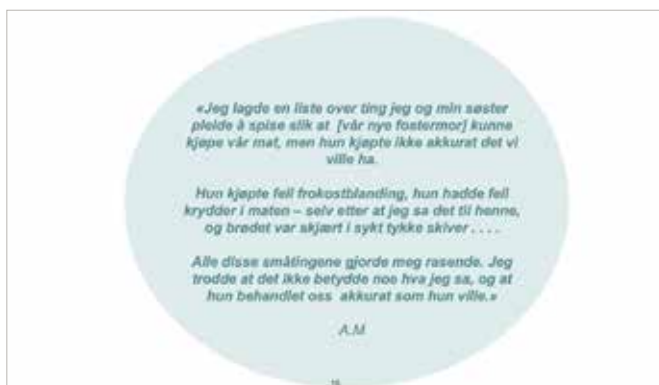 «Jeg lagde en liste over ting jeg og min søster
pleide å spise slik at [vår nye fostermor] kunne
kjøpe vår mat, men hun kjøpte ikke akkurat det vi
ville ha.
Hun kjøpte feil frokostblanding, hun hadde feil
krydder i maten – selv etter at jeg sa det til henne,
og brødet var skjært i sykt tykke skiver . . . .
Alle disse småtingene gjorde meg rasende. Jeg
trodde at det ikke betydde noe hva jeg sa, og at
hun behandlet oss akkurat som hun ville.»
A.M